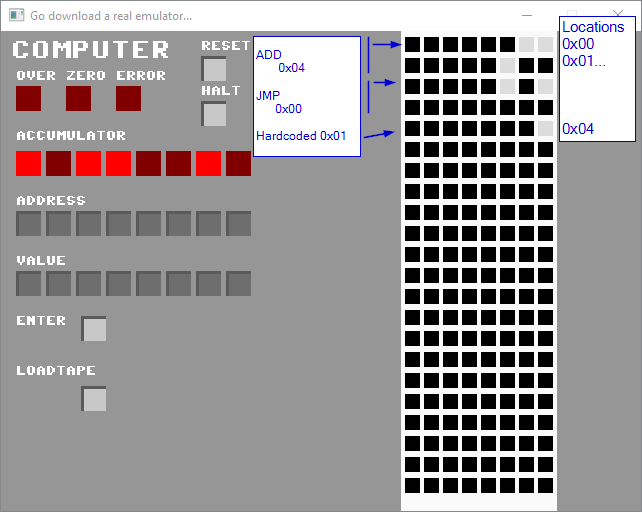 Go download a real emulator...
COMPUTER
OVER ZERO ERROR
RESET
HALT
ACCUMULATOR
ADDRESS
VALUE
ENTER
LOADTAPE
ADD
0x04
JMP
0x00
Hardcoded 0x01
Locations
0x00
0x01...
0x04